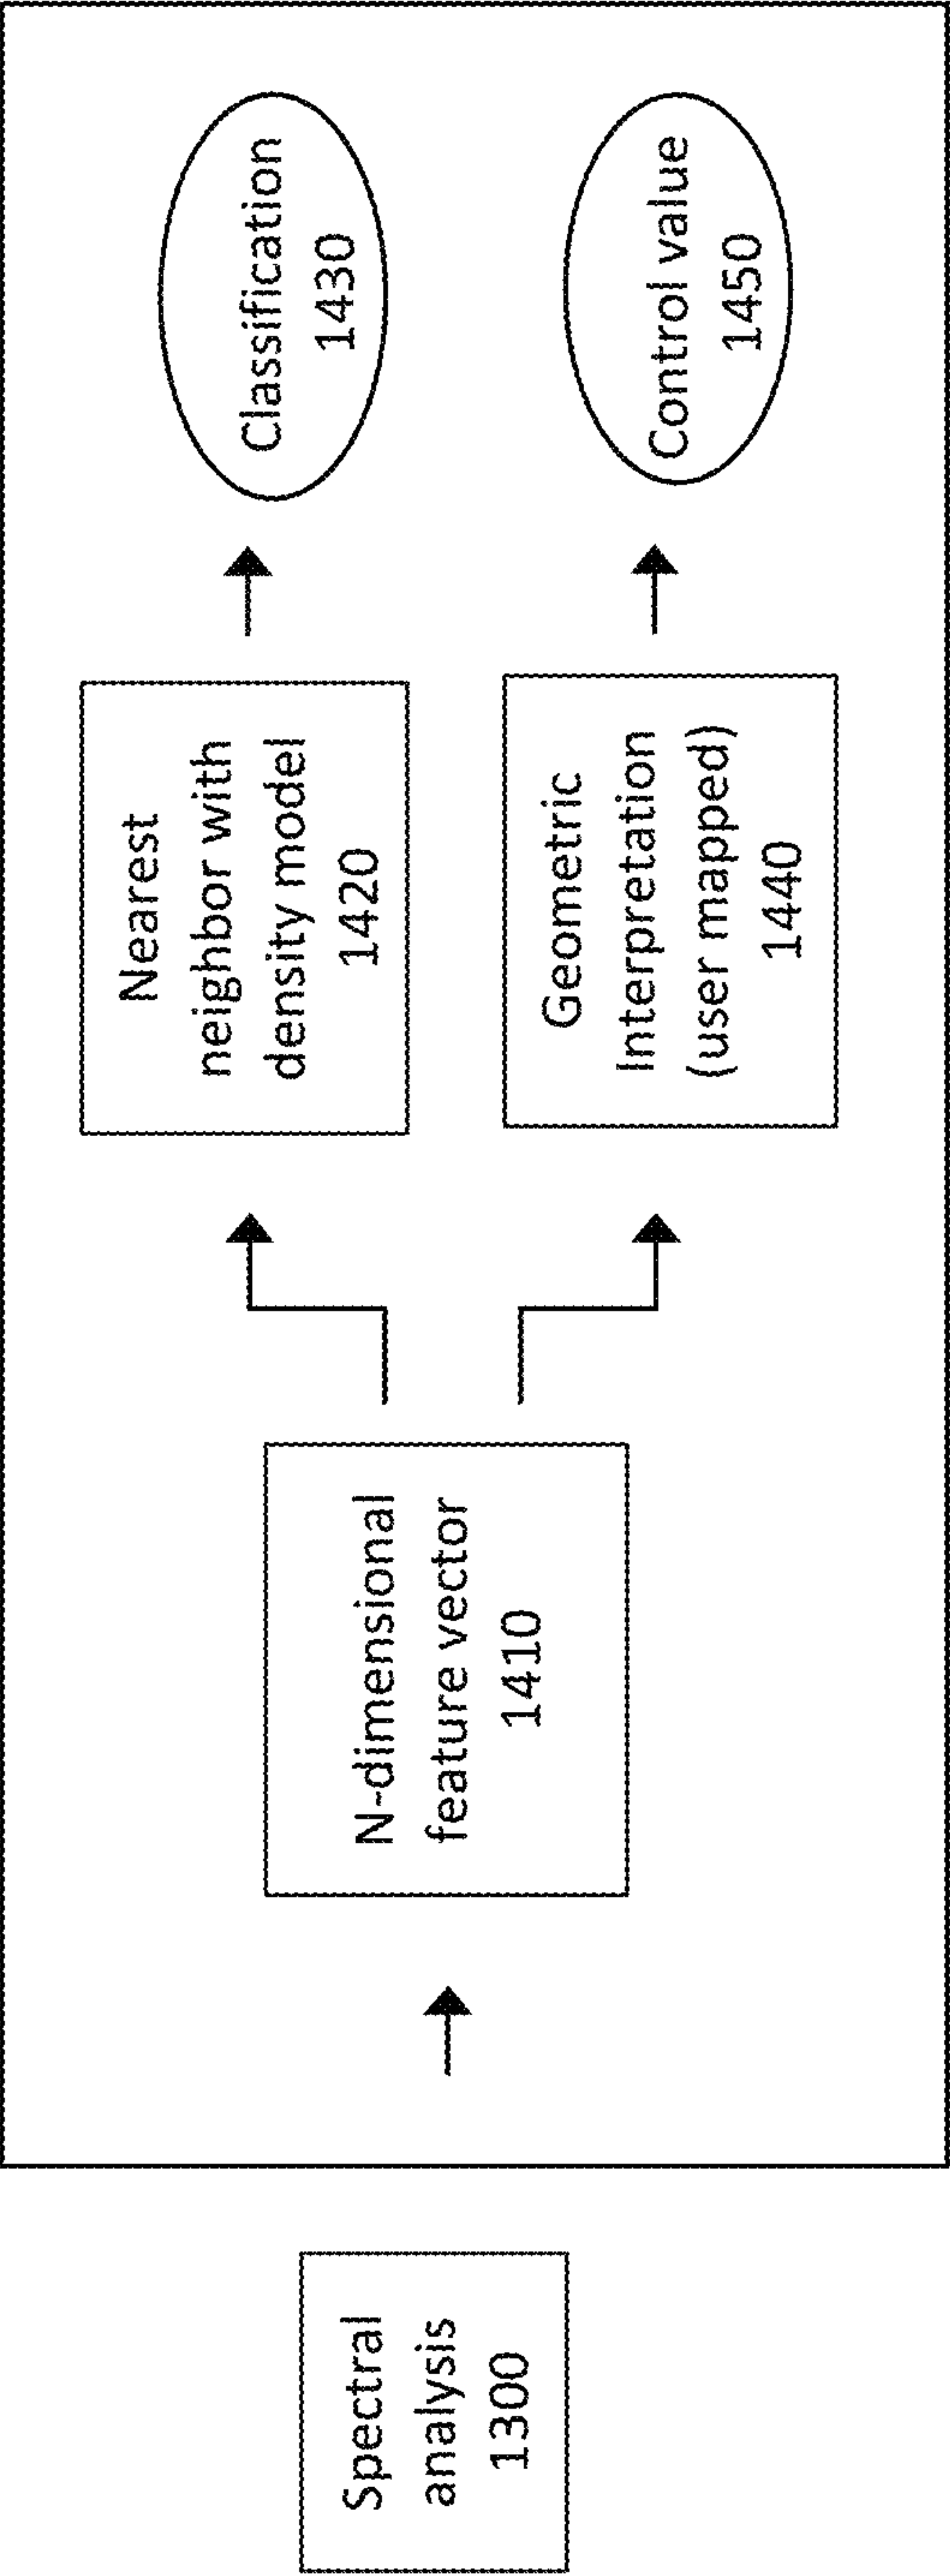 Spectral
analysis
1300
N-dimensional
feature vector
1410
Nearest
neighbor with
density model
1420
Classification
1430
Geometric
Interpretation
(user mapped)
1440
Control value
1450